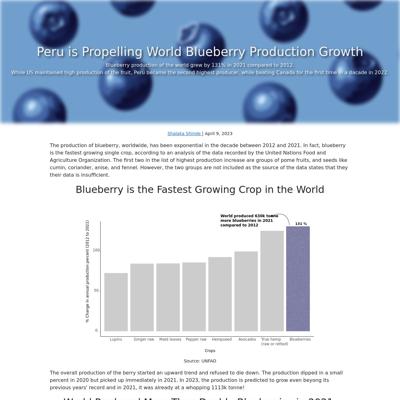 Peru is Propelling World Blueberry Production Growth
Blueberry production of the world grew by 131% in 2021 compared to 2012.
While US maintained high production of the fruit, Peru became the second highest producer, while beating Canada for the first time in a dacade in 2022.
Shalaka Shinde | April 9, 2023
The production of blueberry, worldwide, has been exponential in the decade between 2012 and 2021. In fact, blueberry
is the fastest growing single crop, according to an analysis of the data recorded by the United Nations Food and
Agriculture Organization. The first two in the list of highest production increase are groups of pome fruits, and seeds like
cumin, coriander, anise, and fennel. However, the two groups are not included as the source of the data states that they
their data is insufficient.
Blueberry is the Fastest Growing Crop in the World
World produced 630k tonne
more blueberries in 2021
compared to 2012
131 %
% Change in annual production percent (2012 to 2021)
100
50
0
Lupins
Ginger raw
Maté leaves
Pepper raw
Hempseed
Avocados
True hemp
(raw or retted)
Blueberries
Crops
Source: UNFAO
The overall production of the berry started on upward trend and refused to die down. The production dipped in a small
percent in 2020 but picked up immediately in 2021. In 2023, the production is predicted to grow even beyong its
previous years' record and in 2021, it was already at a whopping 1113k tonne!